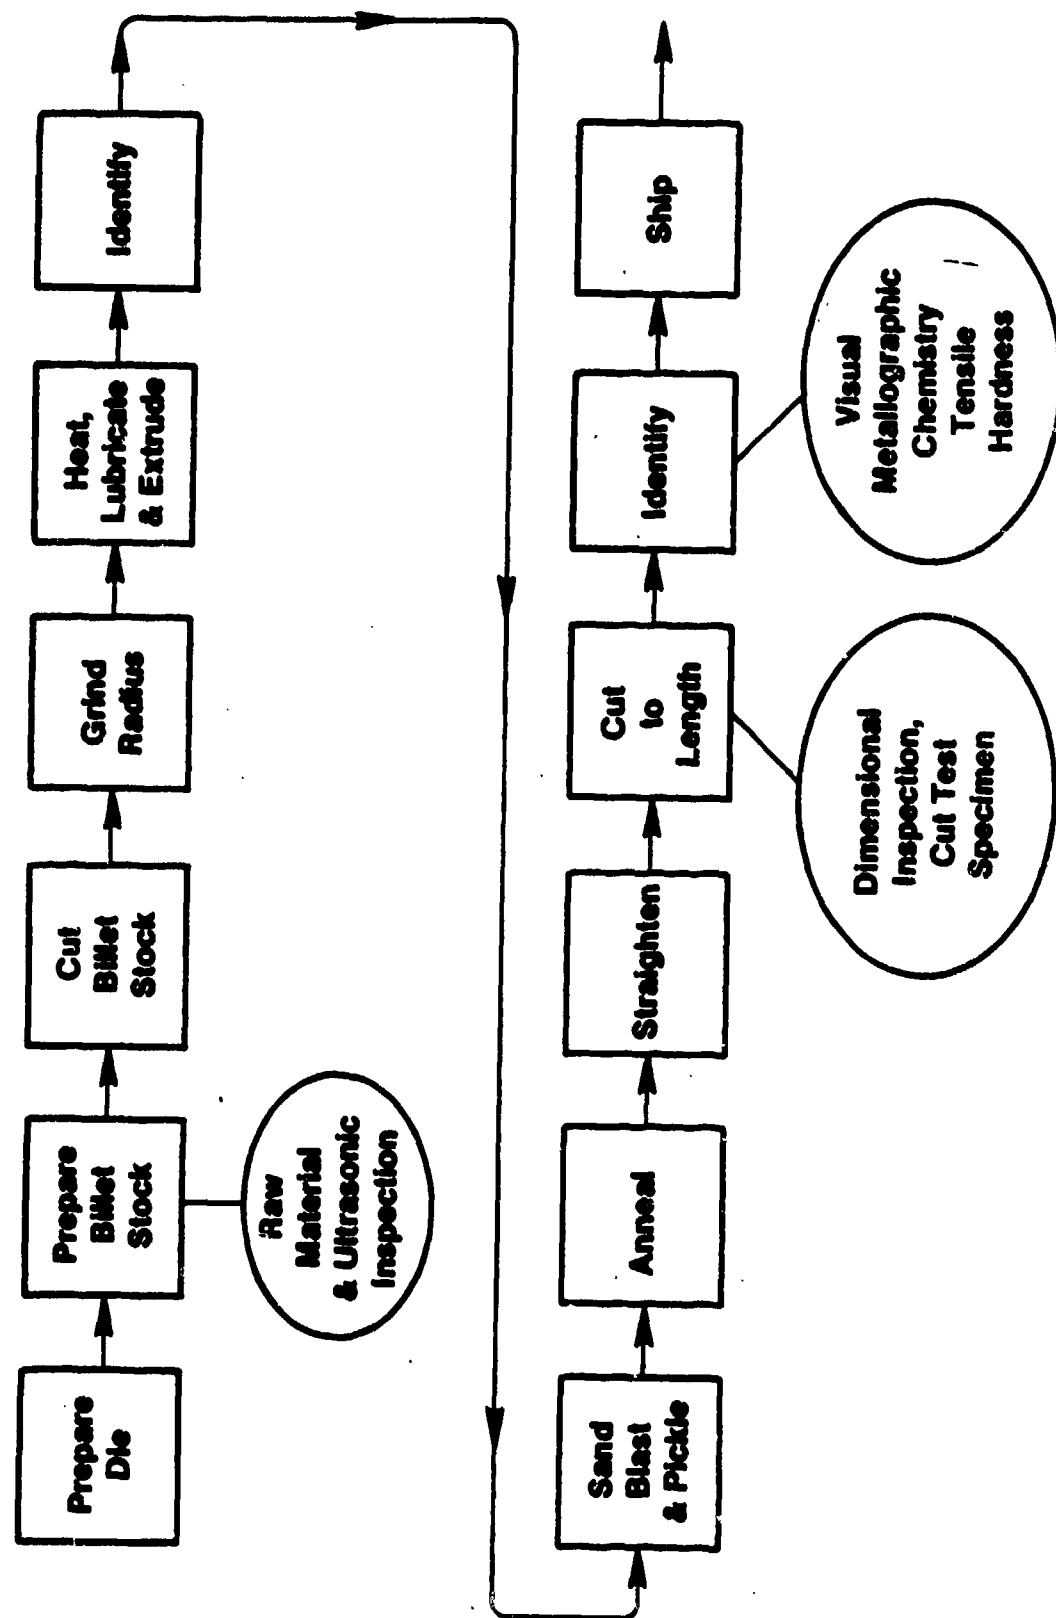 Prepare
Die
Prepare
Billet
Stock
Raw
Material
& Ultrasonic
Inspection
Cut
Billet
Stock
Grind
Radius
Heat,
Lubricate
& Extrude
Identify
Sand
Blast
& Pickle
Anneal
Straighten
Cut
to
Length
Dimensional
Inspection,
Cut Test
Specimen
Identify
Visual
Metallographic
Chemistry
Tensile
Hardness
Ship